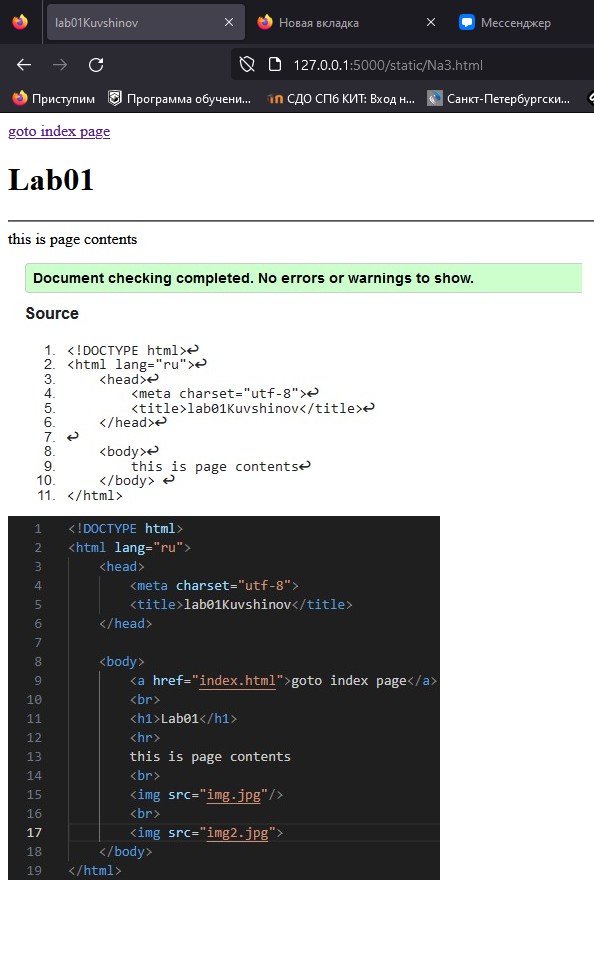 lab01Kuvshinov
Новая вкладка
Мессенджер
127.0.0.1:5000/static/Na3.html
Приступим
Программа обучени...
СДО СПб КИТ: Вход н...
Санкт-Петербургски...
goto index page
Lab01
this is page contents
Document checking completed. No errors or warnings to show.
Source
1. <!DOCTYPE html>↩
2. <html lang="ru">↩
3. <head>↩
4. <meta charset="utf-8">↩
5. <title>lab01Kuvshinov</title>↩
6. </head>↩
7. ↩
8. <body>↩
9. this is page contents↩
10. </body> ↩
11. </html>
1 <!DOCTYPE html>
2 <html lang="ru">
3 <head>
4 <meta charset="utf-8">
5 <title>lab01Kuvshinov</title>
6 </head>
7
8 <body>
9 <a href="index.html">goto index page</a>
10 <br>
11 <h1>Lab01</h1>
12 <hr>
13 this is page contents
14 <br>
15 <img src="img.jpg"/>
16 <br>
17 <img src="img2.jpg">
18 </body>
19 </html>